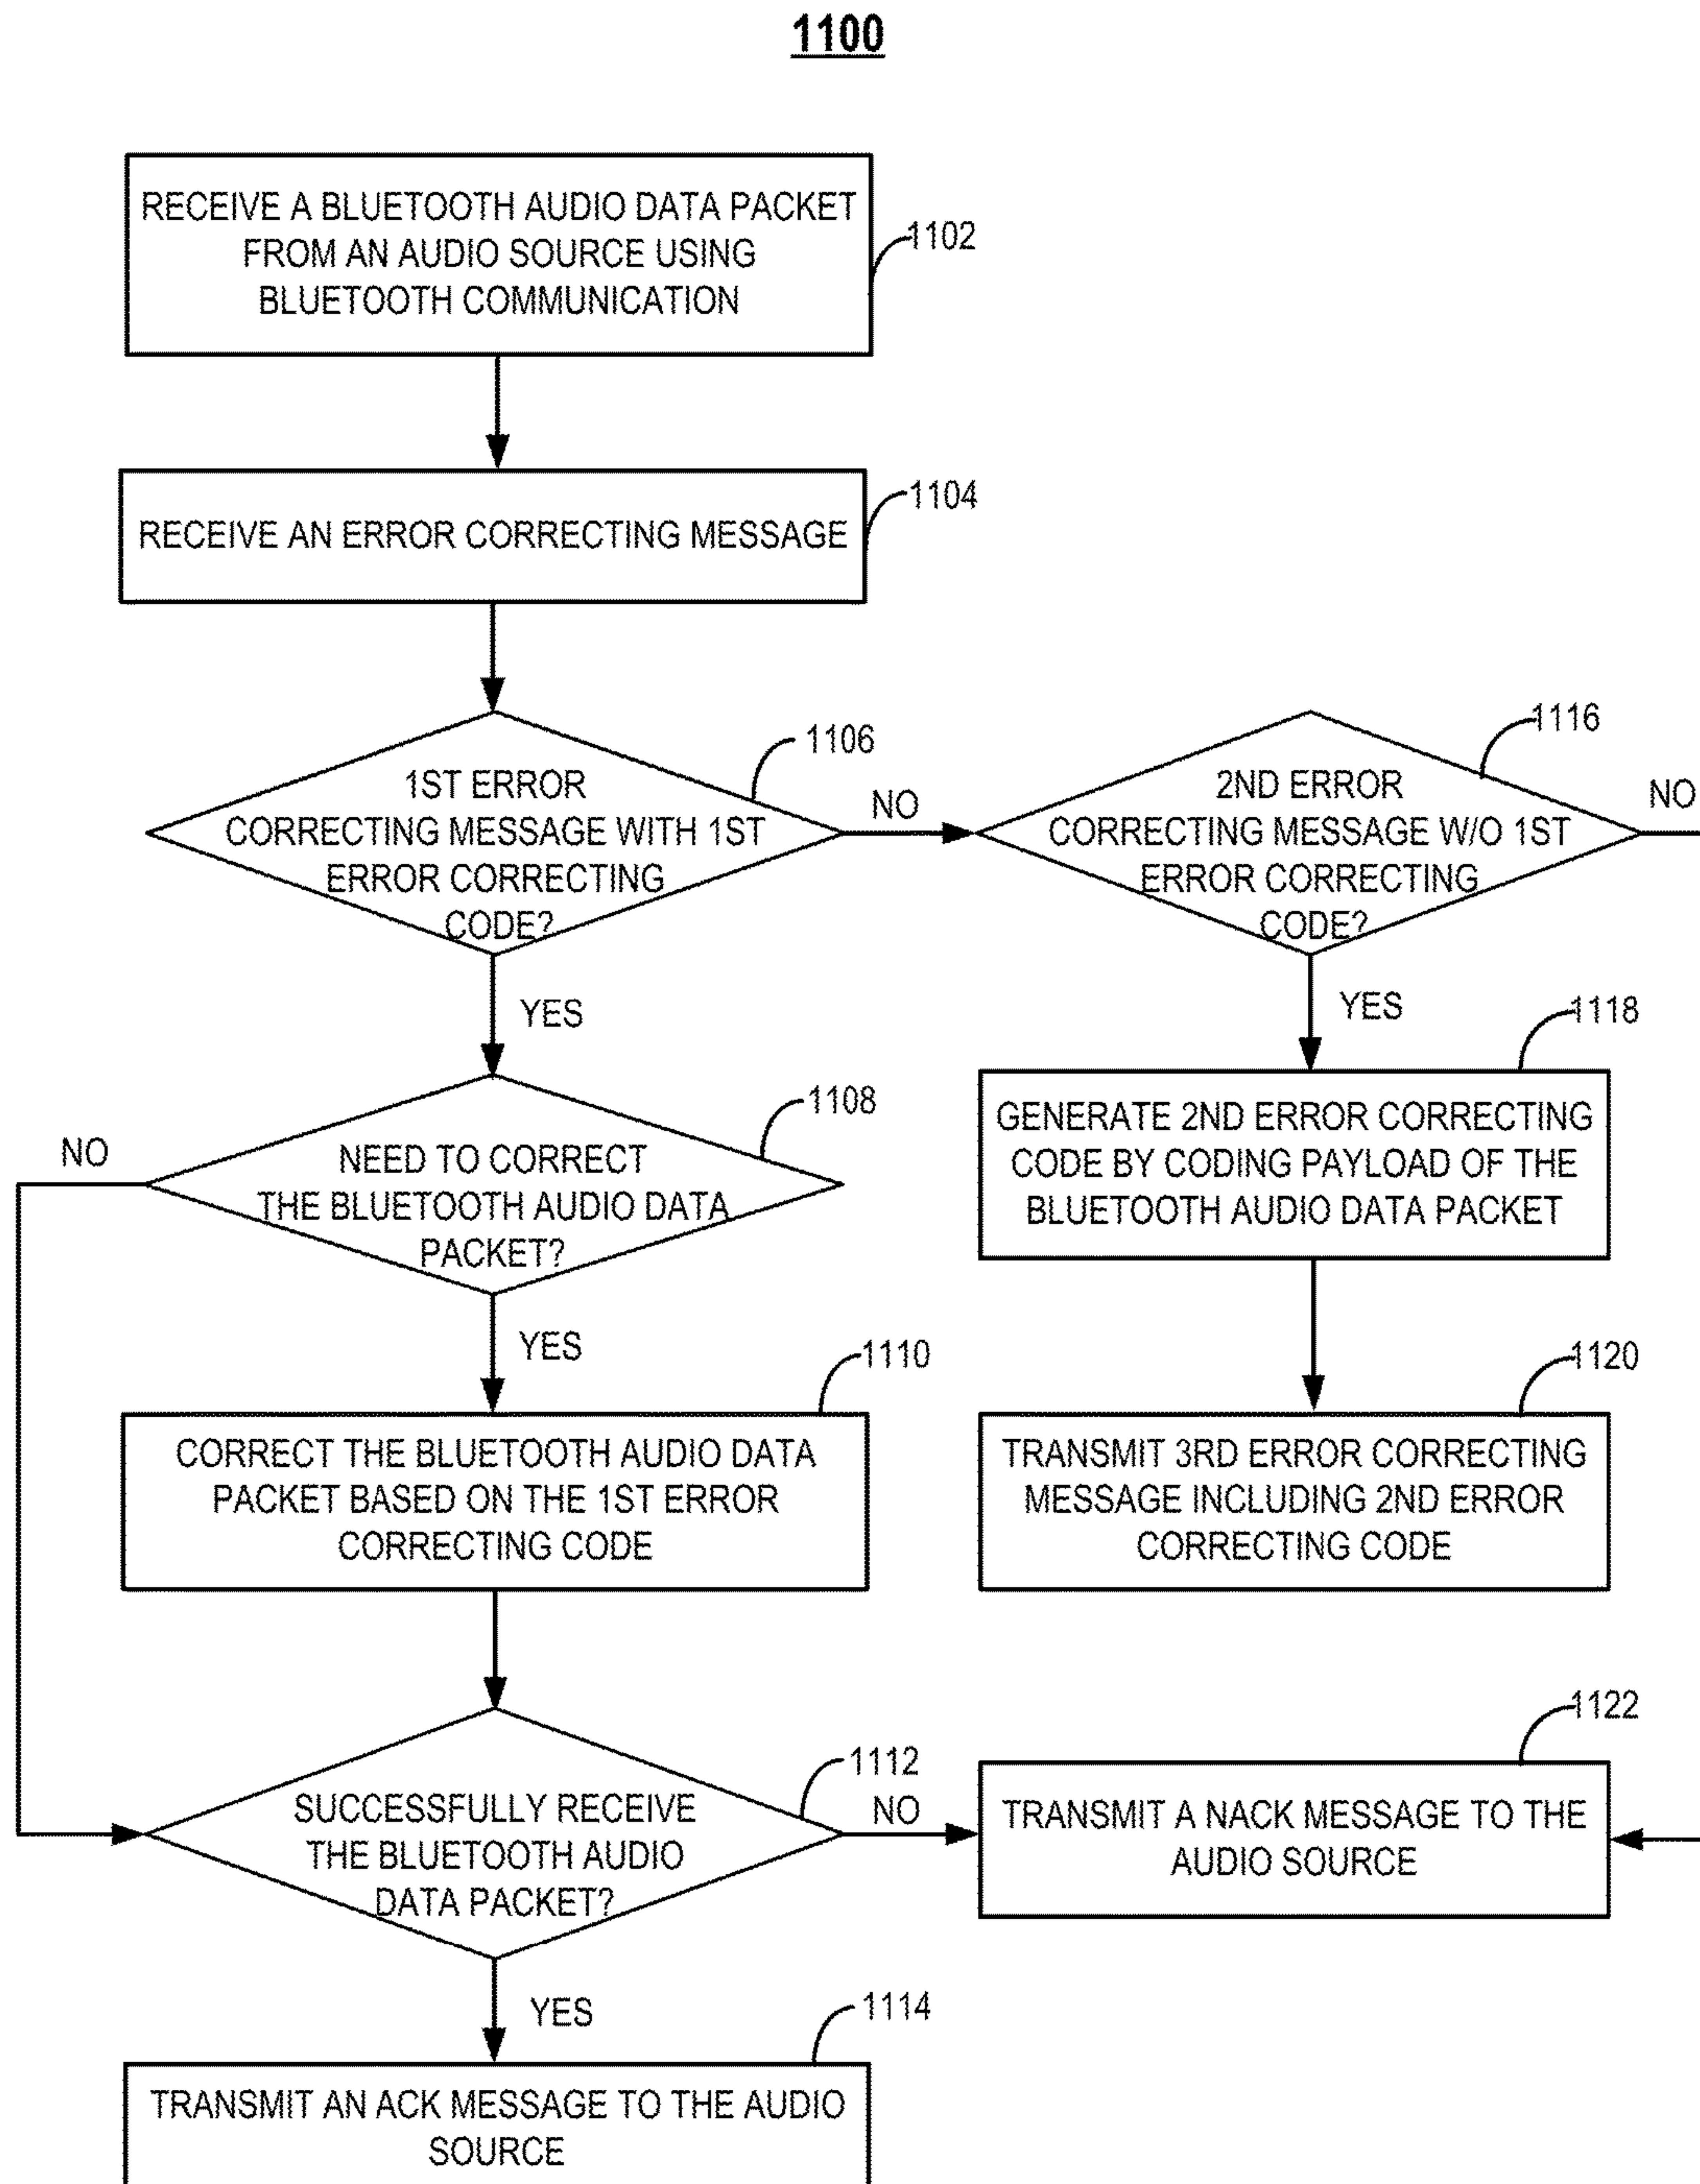 1100
RECEIVE A BLUETOOTH AUDIO DATA PACKET
FROM AN AUDIO SOURCE USING
BLUETOOTH COMMUNICATION
1102
RECEIVE AN ERROR CORRECTING MESSAGE
1104
1ST ERROR
CORRECTING MESSAGE WITH 1ST
ERROR CORRECTING
CODE?
1106
NO
YES
2ND ERROR
CORRECTING MESSAGE W/O 1ST
ERROR CORRECTING
CODE?
1116
NO
YES
NEED TO CORRECT
THE BLUETOOTH AUDIO DATA
PACKET?
1108
NO
YES
GENERATE 2ND ERROR CORRECTING
CODE BY CODING PAYLOAD OF THE
BLUETOOTH AUDIO DATA PACKET
1118
CORRECT THE BLUETOOTH AUDIO DATA
PACKET BASED ON THE 1ST ERROR
CORRECTING CODE
1110
TRANSMIT 3RD ERROR CORRECTING
MESSAGE INCLUDING 2ND ERROR
CORRECTING CODE
1120
SUCCESSFULLY RECEIVE
THE BLUETOOTH AUDIO
DATA PACKET?
1112
NO
YES
TRANSMIT A NACK MESSAGE TO THE
AUDIO SOURCE
1122
TRANSMIT AN ACK MESSAGE TO THE AUDIO
SOURCE
1114